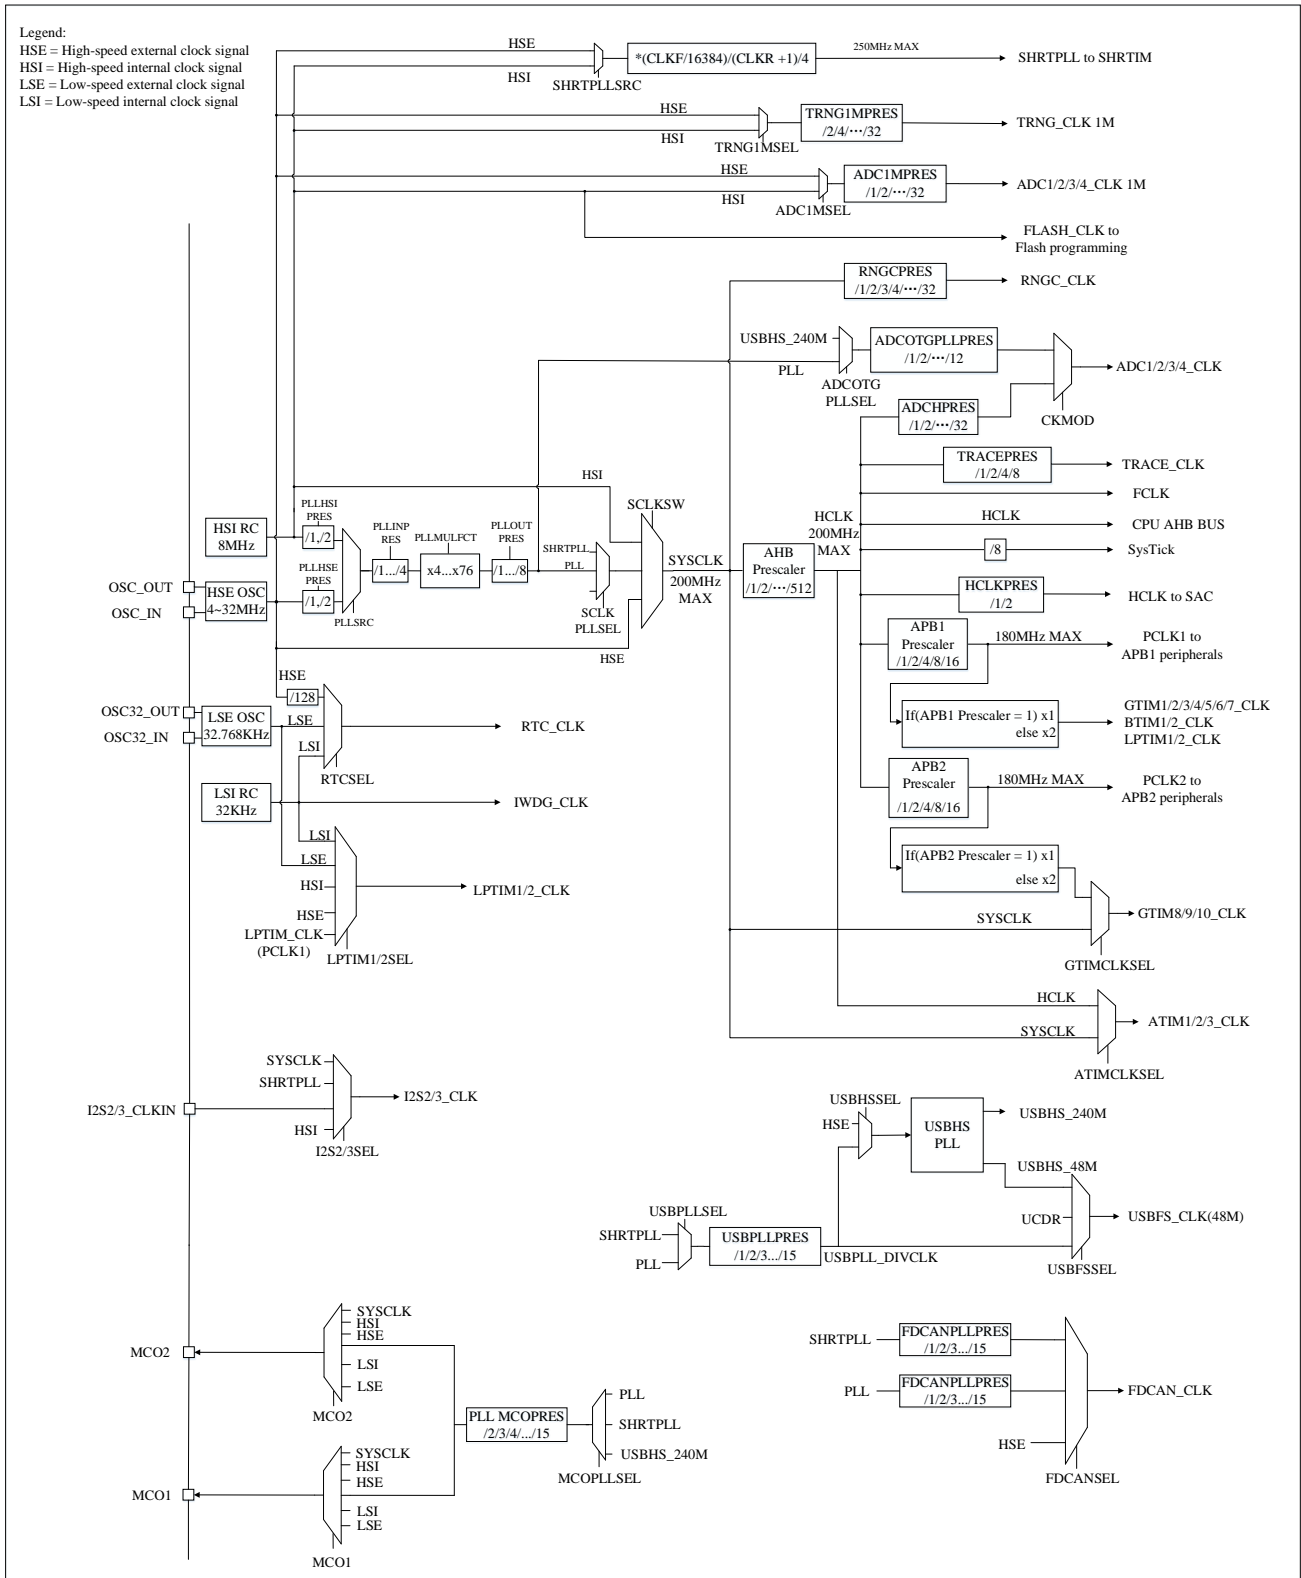 Legend:
HSE = High-speed external clock signal
HSI = High-speed internal clock signal
LSE = Low-speed external clock signal
LSI = Low-speed internal clock signal
HSE
HSI
SHRTPLLSRC
*(CLKF/16384)/(CLKR +1)/4
250MHz MAX
SHRTPLL to SHRTIM
HSE
HSI
TRNG1MSEL
TRNG1MPRES
/2/4/···/32
TRNG_CLK 1M
HSE
HSI
ADC1MSEL
ADC1MPRES
/1/2/···/32
ADC1/2/3/4_CLK 1M
FLASH_CLK to
Flash programming
RNGCPRES
/1/2/3/4/···/32
RNGC_CLK
USBHS_240M
PLL
ADCOTG
PLLSEL
ADCOTGPLLPRES
/1/2/···/12
ADC1/2/3/4_CLK
CKMOD
ADCHPRES
/1/2/···/32
TRACEPRES
/1/2/4/8
TRACE_CLK
FCLK
HCLK
CPU AHB BUS
/8
SysTick
HCLKPRES
/1/2
HCLK to SAC
HSI RC
8MHz
PLLHSI
PRES
/1,/2
OSC_OUT
OSC_IN
HSE OSC
4~32MHz
PLLHSE
PRES
/1,/2
PLLSRC
PLLINP
RES
/1.../4
PLLMULFCT
x4...x76
PLLOUT
PRES
/1.../8
HSI
SHRTPLL
PLL
SCLK
PLLSEL
HSE
SCLKSW
SYSCLK
200MHz
MAX
AHB
Prescaler
/1/2/···/512
HCLK
200MHz
MAX
APB1
Prescaler
/1/2/4/8/16
180MHz MAX
PCLK1 to
APB1 peripherals
If(APB1 Prescaler = 1) x1
else x2
GTIM1/2/3/4/5/6/7_CLK
BTIM1/2_CLK
LPTIM1/2_CLK
APB2
Prescaler
/1/2/4/8/16
180MHz MAX
PCLK2 to
APB2 peripherals
If(APB2 Prescaler = 1) x1
else x2
SYSCLK
GTIM8/9/10_CLK
GTIMCLKSEL
HCLK
SYSCLK
ATIM1/2/3_CLK
ATIMCLKSEL
HSE
/128
OSC32_OUT
OSC32_IN
LSE OSC
32.768KHz
LSE
LSI
RTC_CLK
RTCSEL
LSI RC
32KHz
IWDG_CLK
LSI
LSE
HSI
HSE
LPTIM_CLK
(PCLK1)
LPTIM1/2_CLK
LPTIM1/2SEL
SYSCLK
SHRTPLL
I2S2/3_CLKIN
HSI
I2S2/3_CLK
I2S2/3SEL
USBHSSEL
HSE
USBHS
PLL
USBHS_240M
USBHS_48M
UCDR
USBFS_CLK(48M)
USBFSSEL
USBPLLSEL
SHRTPLL
PLL
USBPLLPRES
/1/2/3.../15
USBPLL_DIVCLK
SYSCLK
HSI
HSE
MCO2
LSI
LSE
MCO2
SYSCLK
HSI
HSE
MCO1
LSI
LSE
MCO1
PLL MCOPRES
/2/3/4/.../15
PLL
SHRTPLL
USBHS_240M
MCOPLLSEL
SHRTPLL
FDCANPLLPRES
/1/2/3.../15
PLL
FDCANPLLPRES
/1/2/3.../15
FDCAN_CLK
HSE
FDCANSEL